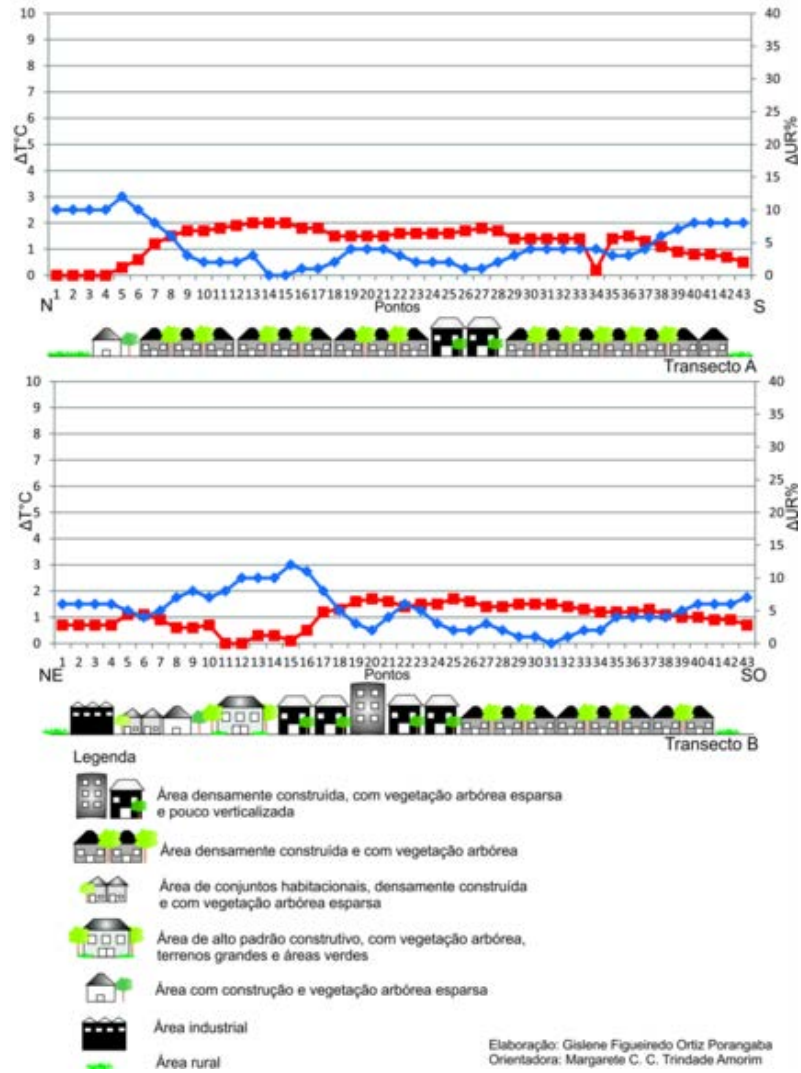 10 40
9 35
8 30
7
6 25
ΔT°C 5 20 ΔUR%
4 15
3
2 10
1 5
0 0
1 2 3 4 5 6 7 8 9 10 11 12 13 14 15 16 17 18 19 20 21 22 23 24 25 26 27 28 29 30 31 32 33 34 35 36 37 38 39 40 41 42 43
N Pontos S
Transecto A
10 40
9 35
8 30
7
6 25
ΔT°C 5 20 ΔUR%
4 15
3
2 10
1 5
0 0
1 2 3 4 5 6 7 8 9 10 11 12 13 14 15 16 17 18 19 20 21 22 23 24 25 26 27 28 29 30 31 32 33 34 35 36 37 38 39 40 41 42 43
NE Pontos SO
Transecto B
Legenda
Área densamente construída, com vegetação arbórea esparsa
e pouco verticalizada
Área densamente construída e com vegetação arbórea
Área de conjuntos habitacionais, densamente construída
e com vegetação arbórea esparsa
Área de alto padrão construtivo, com vegetação arbórea,
terrenos grandes e áreas verdes
Área com construção e vegetação arbórea esparsa
Área industrial
Área rural
Elaboração: Gislene Figueiredo Ortiz Porangaba
Orientadora: Margarete C. C. Trindade Amorim